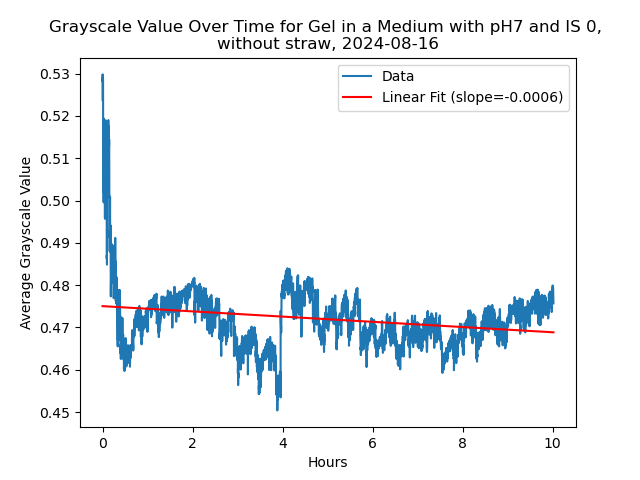 Grayscale Value Over Time for Gel in a Medium with pH7 and IS 0,
without straw, 2024-08-16
Data
Linear Fit (slope=-0.0006)
0.53
0.52
0.51
0.50
0.49
0.48
0.47
0.46
0.45
Average Grayscale Value
0 2 4 6 8 10
Hours